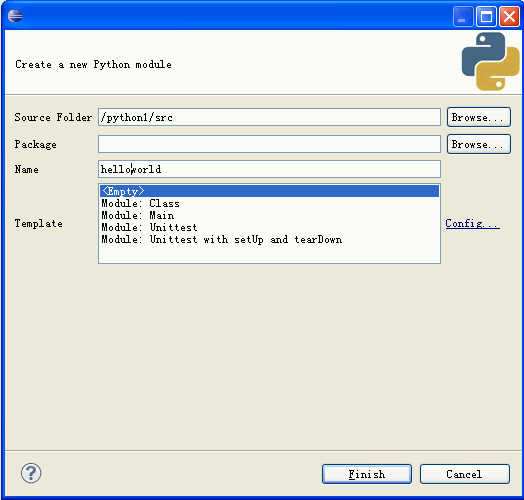 Create a new Python module
Source Folder /python1/src Browse...
Package Browse...
Name helloworld
Template
<Empty>
Module: Class
Module: Main
Module: Unittest
Module: Unittest with setUp and tearDown
Config...
?
Finish Cancel